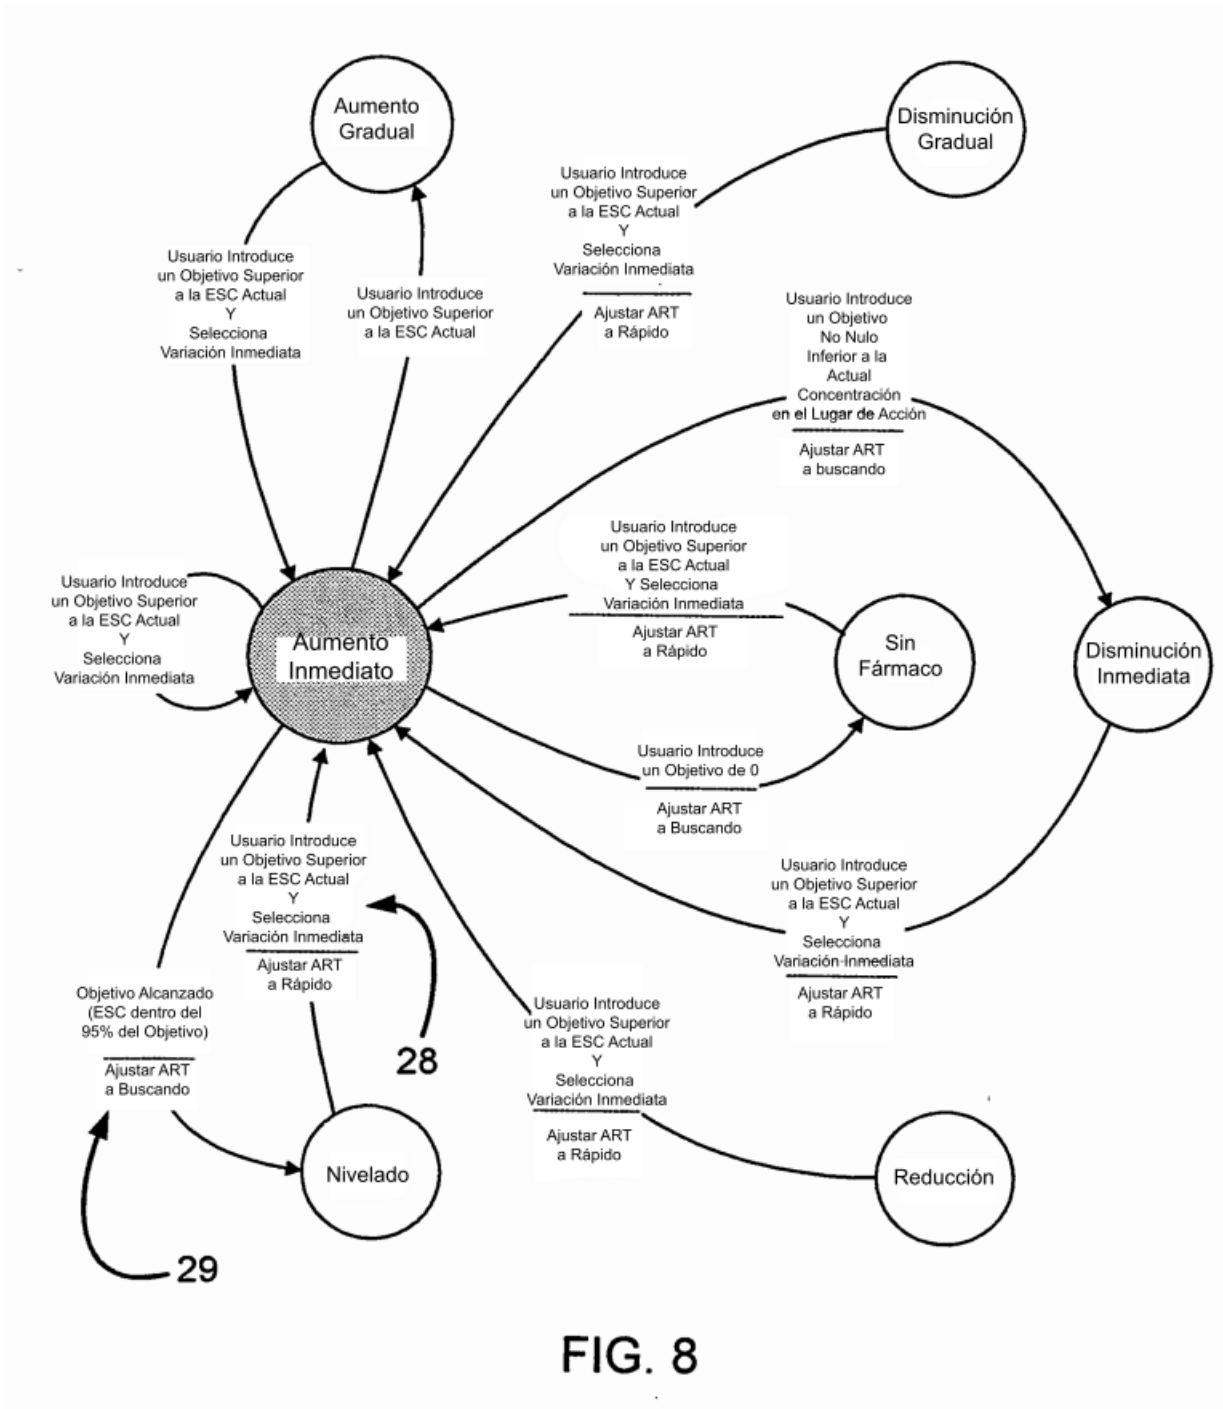 Aumento
Gradual
Disminución
Gradual
Usuario Introduce
un Objetivo Superior
a la ESC Actual
Y
Selecciona
Variación Inmediata
Ajustar ART
a Rápido
Usuario Introduce
un Objetivo Superior
a la ESC Actual
Y
Selecciona
Variación Inmediata
Usuario Introduce
un Objetivo Superior
a la ESC Actual
Usuario Introduce
un Objetivo
No Nulo
Inferior a la
Actual
Concentración
en el Lugar de Acción
Ajustar ART
a buscando
Usuario Introduce
un Objetivo Superior
a la ESC Actual
Y Selecciona
Variación Inmediata
Ajustar ART
a Rápido
Usuario Introduce
un Objetivo Superior
a la ESC Actual
Y
Selecciona
Variación Inmediata
Aumento
Inmediato
Sin
Fármaco
Disminución
Inmediata
Usuario Introduce
un Objetivo de 0
Ajustar ART
a Buscando
Usuario Introduce
un Objetivo Superior
a la ESC Actual
Y
Selecciona
Variación Inmediata
Ajustar ART
a Rápido
Usuario Introduce
un Objetivo Superior
a la ESC Actual
Y
Selecciona
Variación Inmediata
Ajustar ART
a Rápido
Objetivo Alcanzado
(ESC dentro del
95% del Objetivo)
Ajustar ART
a Buscando
28
Usuario Introduce
un Objetivo Superior
a la ESC Actual
Y
Selecciona
Variación Inmediata
Ajustar ART
a Rápido
Nivelado
Reducción
29
FIG. 8